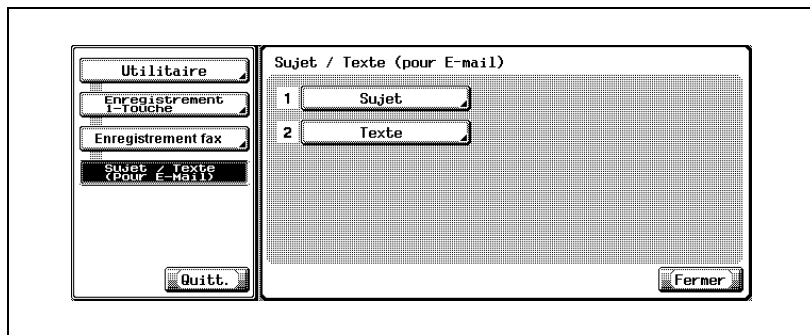 Utilitaire
Enregistrement
1-Touche
Enregistrement fax
Sujet / Texte
(Pour E-Mail)
Quitt.
Sujet / Texte (pour E-mail)
1 Sujet
2 Texte
Fermer